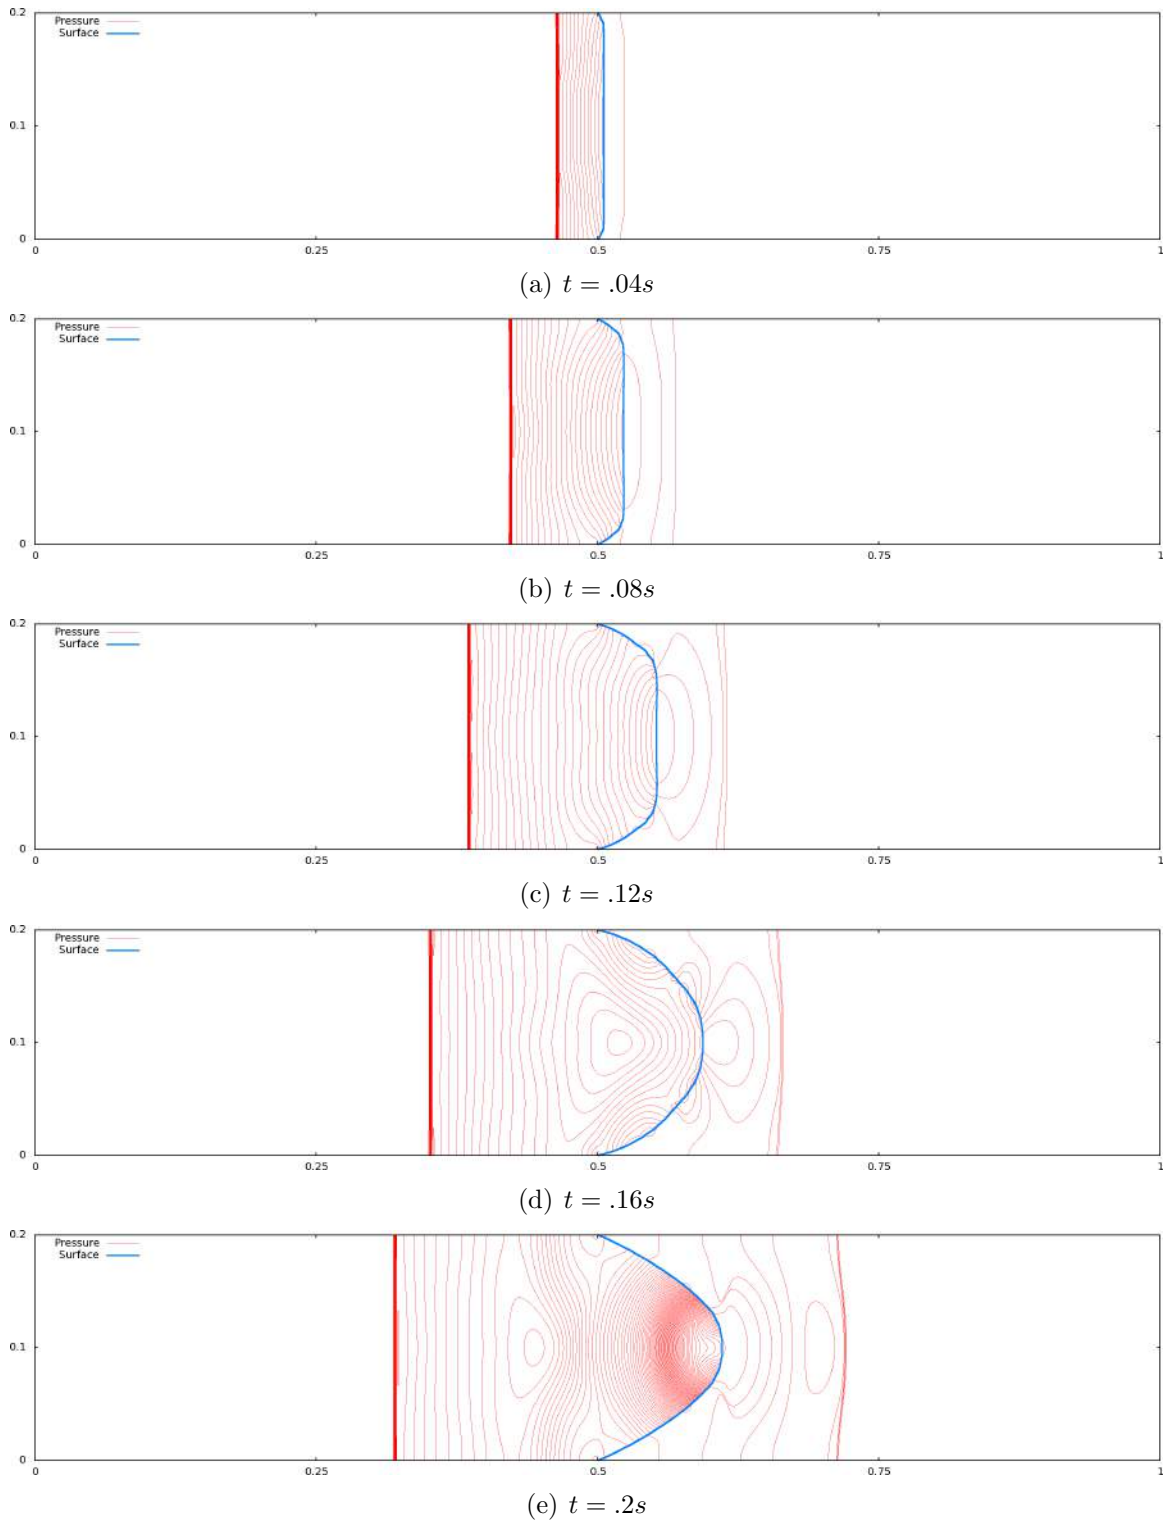 0.2
Pressure
Surface
0.1
0
0 0.25 0.5 0.75 1
(a) t = .04s
0.2
Pressure
Surface
0.1
0
0 0.25 0.5 0.75 1
(b) t = .08s
0.2
Pressure
Surface
0.1
0
0 0.25 0.5 0.75 1
(c) t = .12s
0.2
Pressure
Surface
0.1
0
0 0.25 0.5 0.75 1
(d) t = .16s
0.2
Pressure
Surface
0.1
0
0 0.25 0.5 0.75 1
(e) t = .2s